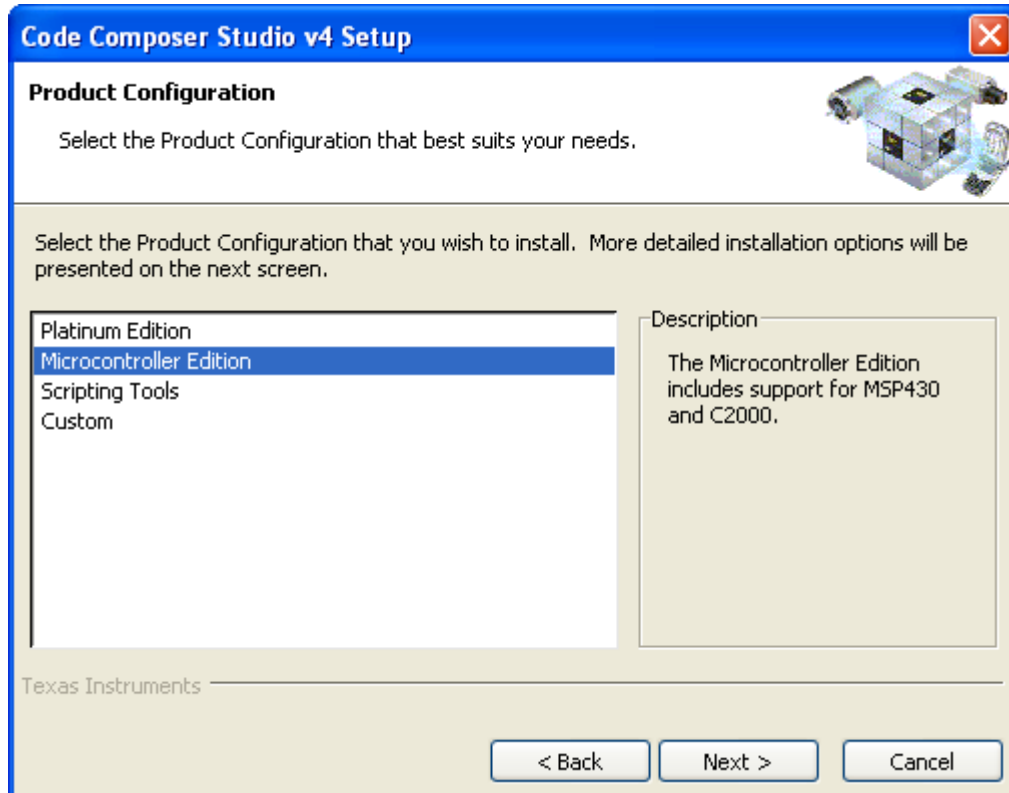 Code Composer Studio v4 Setup
Product Configuration
Select the Product Configuration that best suits your needs.
Select the Product Configuration that you wish to install.  More detailed installation options will be
presented on the next screen.
Platinum Edition
Microcontroller Edition
Scripting Tools
Custom
Description
The Microcontroller Edition
includes support for MSP430
and C2000.
Texas Instruments
< Back
Next >
Cancel